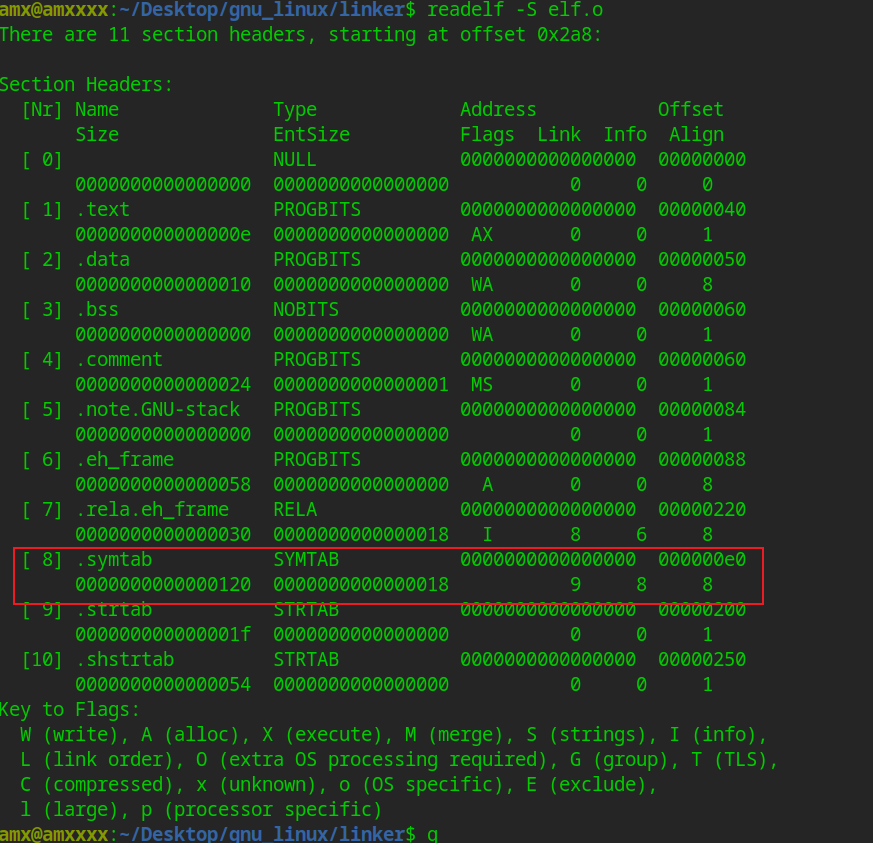 amx@amxxxx:~/Desktop/gnu_linux/linker$ readelf -S elf.o
There are 11 section headers, starting at offset 0x2a8:
Section Headers:
[Nr] Name Type Address Offset
Size EntSize Flags Link Info Align
[ 0] NULL 0000000000000000 00000000
0000000000000000 0000000000000000 0 0 0
[ 1] .text PROGBITS 0000000000000000 00000040
000000000000000e 0000000000000000 AX 0 0 1
[ 2] .data PROGBITS 0000000000000000 00000050
0000000000000010 0000000000000000 WA 0 0 8
[ 3] .bss NOBITS 0000000000000000 00000060
0000000000000000 0000000000000000 WA 0 0 1
[ 4] .comment PROGBITS 0000000000000000 00000060
0000000000000024 0000000000000001 MS 0 0 1
[ 5] .note.GNU-stack PROGBITS 0000000000000000 00000084
0000000000000000 0000000000000000 0 0 1
[ 6] .eh_frame PROGBITS 0000000000000000 00000088
0000000000000058 0000000000000000 A 0 0 8
[ 7] .rela.eh_frame RELA 0000000000000000 00000220
0000000000000030 0000000000000018 I 8 6 8
[ 8] .symtab SYMTAB 0000000000000000 000000e0
0000000000000120 0000000000000018 9 8 8
[ 9] .strtab STRTAB 0000000000000000 00000200
000000000000001f 0000000000000000 0 0 1
[10] .shstrtab STRTAB 0000000000000000 00000250
0000000000000054 0000000000000000 0 0 1
Key to Flags:
W (write), A (alloc), X (execute), M (merge), S (strings), I (info),
L (link order), O (extra OS processing required), G (group), T (TLS),
C (compressed), x (unknown), o (OS specific), E (exclude),
l (large), p (processor specific)
amx@amxxxx:~/Desktop/gnu_linux/linker$ g